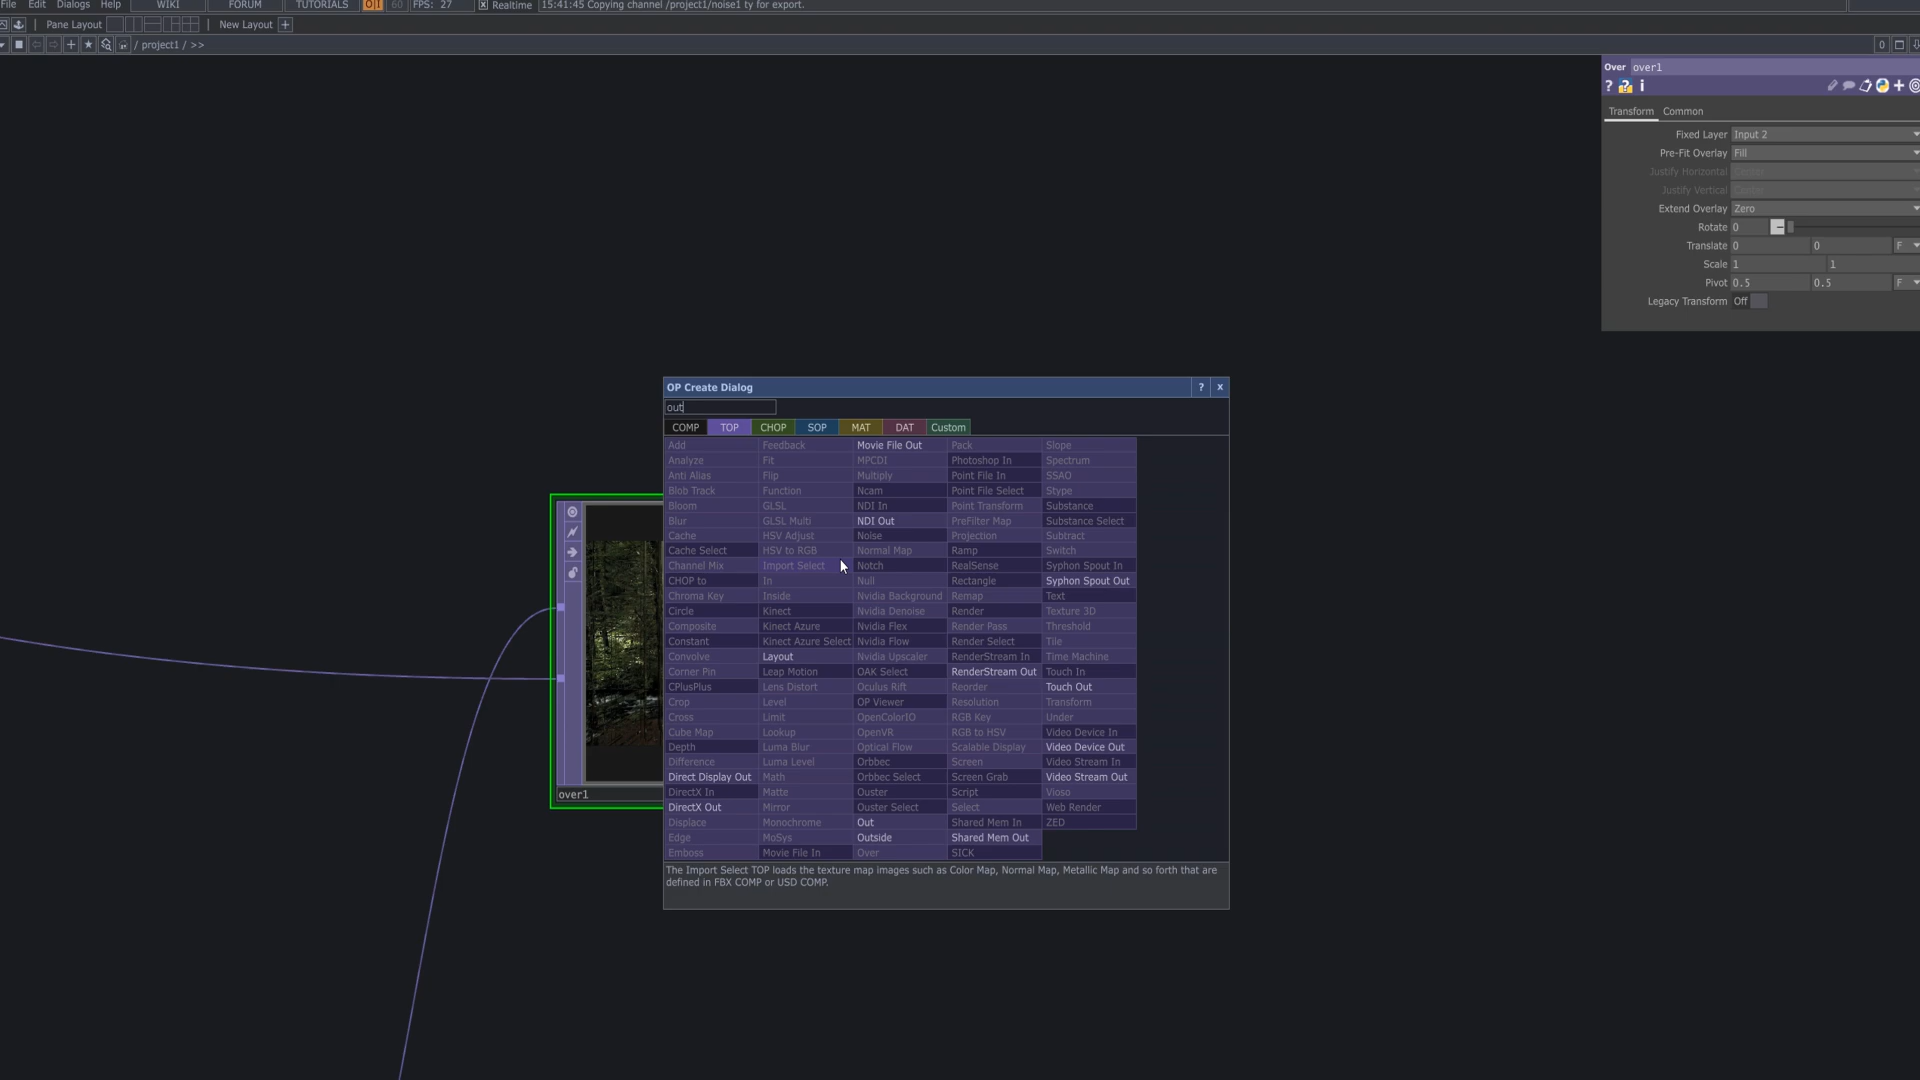 File Edit Dialogs Help WIKI FORUM TUTORIALS OIT 60 FPS: 27 Realtime 15:41:45 Copying channel /project1/noise1 ty for export.
Pane Layout New Layout +
/ project1 / >> 0
Over over1
? ? i
Transform Common
Fixed Layer Input 2
Pre-Fit Overlay Fill
Justify Horizontal Center
Justify Vertical Center
Extend Overlay Zero
Rotate 0
Translate 0 0 F
Scale 1 1
Pivot 0.5 0.5 F
Legacy Transform Off
OP Create Dialog ? x
out
COMP TOP CHOP SOP MAT DAT Custom
Add Feedback Movie File Out Pack Slope
Analyze Fit MPCDI Photoshop In Spectrum
Anti Alias Flip Multiply Point File In SSAO
Blob Track Function Ncam Point File Select Stype
Bloom GLSL NDI In Point Transform Substance
Blur GLSL Multi NDI Out PreFilter Map Substance Select
Cache HSV Adjust Noise Projection Subtract
Cache Select HSV to RGB Normal Map Ramp Switch
Channel Mix Import Select Notch RealSense Syphon Spout In
CHOP to In Null Rectangle Syphon Spout Out
Chroma Key Inside Nvidia Background Remap Text
Circle Kinect Nvidia Denoise Render Texture 3D
Composite Kinect Azure Nvidia Flex Render Pass Threshold
Constant Kinect Azure Select Nvidia Flow Render Select Tile
Convolve Layout Nvidia Upscaler RenderStream In Time Machine
Corner Pin Leap Motion OAK Select RenderStream Out Touch In
CPlusPlus Lens Distort Oculus Rift Reorder Touch Out
Crop Level OP Viewer Resolution Transform
Cross Limit OpenColorIO RGB Key Under
Cube Map Lookup OpenVR RGB to HSV Video Device In
Depth Luma Blur Optical Flow Scalable Display Video Device Out
Difference Luma Level Orbbec Screen Video Stream In
Direct Display Out Math Orbbec Select Screen Grab Video Stream Out
DirectX In Matte Ouster Script Vioso
DirectX Out Mirror Ouster Select Select Web Render
Displace Monochrome Out Shared Mem In ZED
Edge MoSys Outside Shared Mem Out
Emboss Movie File In Over SICK
The Import Select TOP loads the texture map images such as Color Map, Normal Map, Metallic Map and so forth that are
defined in FBX COMP or USD COMP.
over1